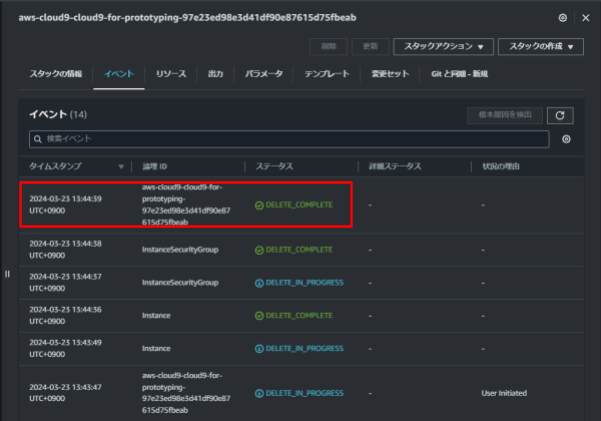 aws-cloud9-cloud9-for-prototyping-97e23ed98e3d41df90e87615d75fbeab
削除 更新 スタックアクション ▼ スタックの作成 ▼
スタックの情報 イベント リソース 出力 パラメータ テンプレート 変更セット Git と同期 - 新規
イベント (14)
根本原因を検出
検索イベント
タイムスタンプ ▼ 論理 ID ステータス 詳細ステータス 状況の理由
2024-03-23 13:44:39
UTC+0900
aws-cloud9-cloud9-for-
prototyping-
97e23ed98e3d41df90e87
615d75fbeab
DELETE_COMPLETE - -
2024-03-23 13:44:38
UTC+0900
InstanceSecurityGroup DELETE_COMPLETE - -
2024-03-23 13:44:37
UTC+0900
InstanceSecurityGroup DELETE_IN_PROGRESS - -
2024-03-23 13:44:36
UTC+0900
Instance DELETE_COMPLETE - -
2024-03-23 13:43:49
UTC+0900
Instance DELETE_IN_PROGRESS - -
2024-03-23 13:43:47
UTC+0900
aws-cloud9-cloud9-for-
prototyping-
97e23ed98e3d41df90e87
615d75fbeab
DELETE_IN_PROGRESS - User Initiated